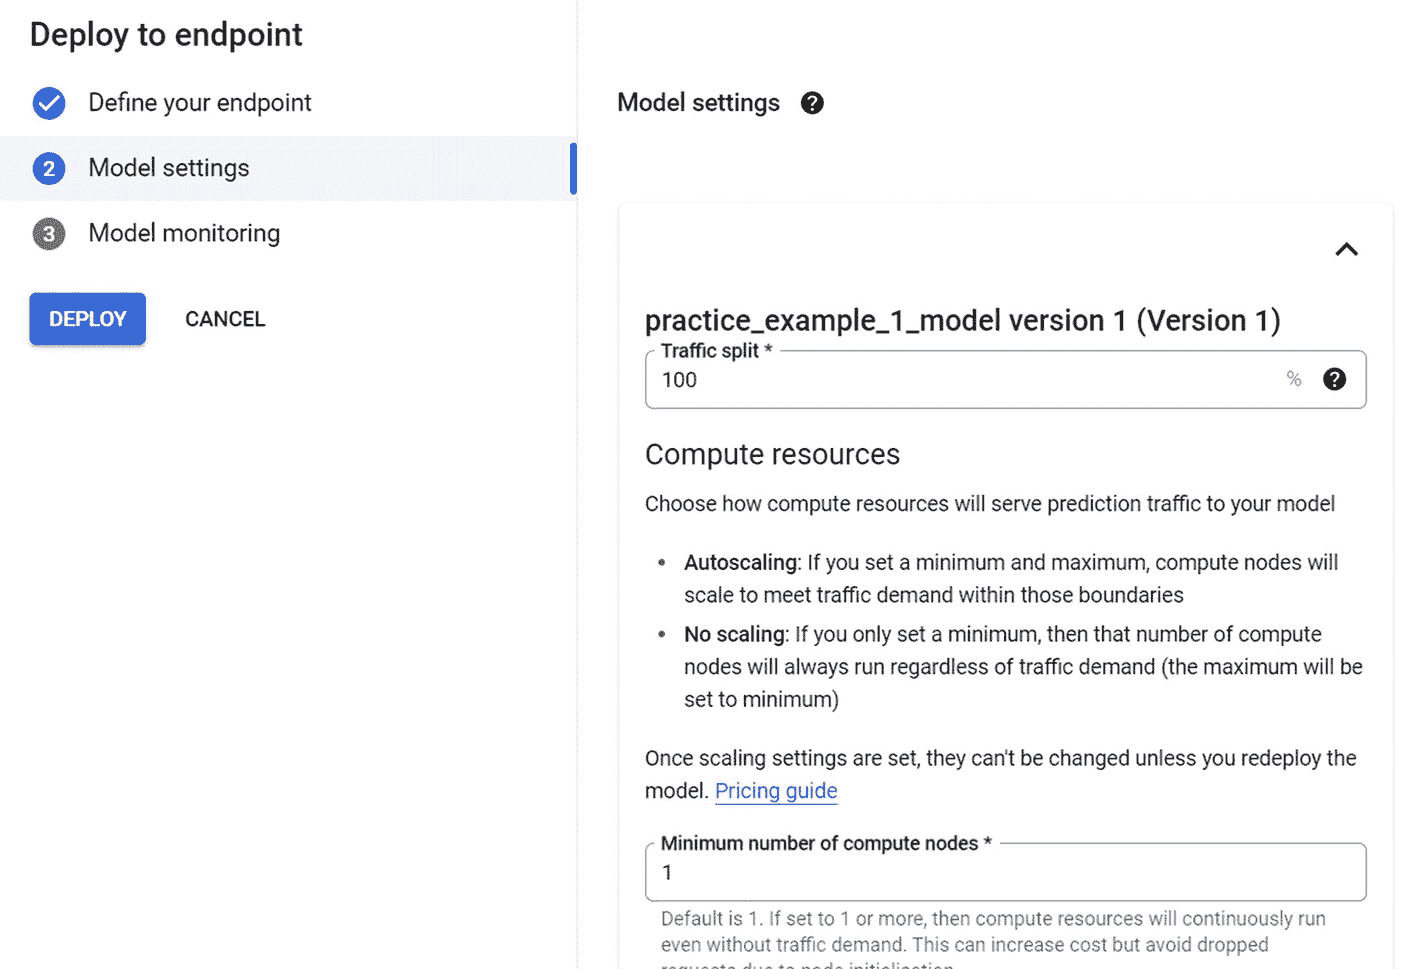 Deploy to endpoint
Define your endpoint
2 Model settings
3 Model monitoring
DEPLOY CANCEL
Model settings ?
practice_example_1_model version 1 (Version 1)
Traffic split *
100 % ?
Compute resources
Choose how compute resources will serve prediction traffic to your model
• Autoscaling: If you set a minimum and maximum, compute nodes will
scale to meet traffic demand within those boundaries
• No scaling: If you only set a minimum, then that number of compute
nodes will always run regardless of traffic demand (the maximum will be
set to minimum)
Once scaling settings are set, they can't be changed unless you redeploy the
model. Pricing guide
Minimum number of compute nodes *
1
Default is 1. If set to 1 or more, then compute resources will continuously run
even without traffic demand. This can increase cost but avoid dropped
requests due to node initialisation.